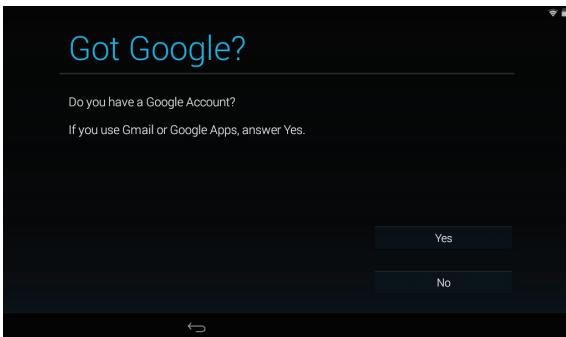 Got Google?
Do you have a Google Account?
If you use Gmail or Google Apps, answer Yes.
Yes
No